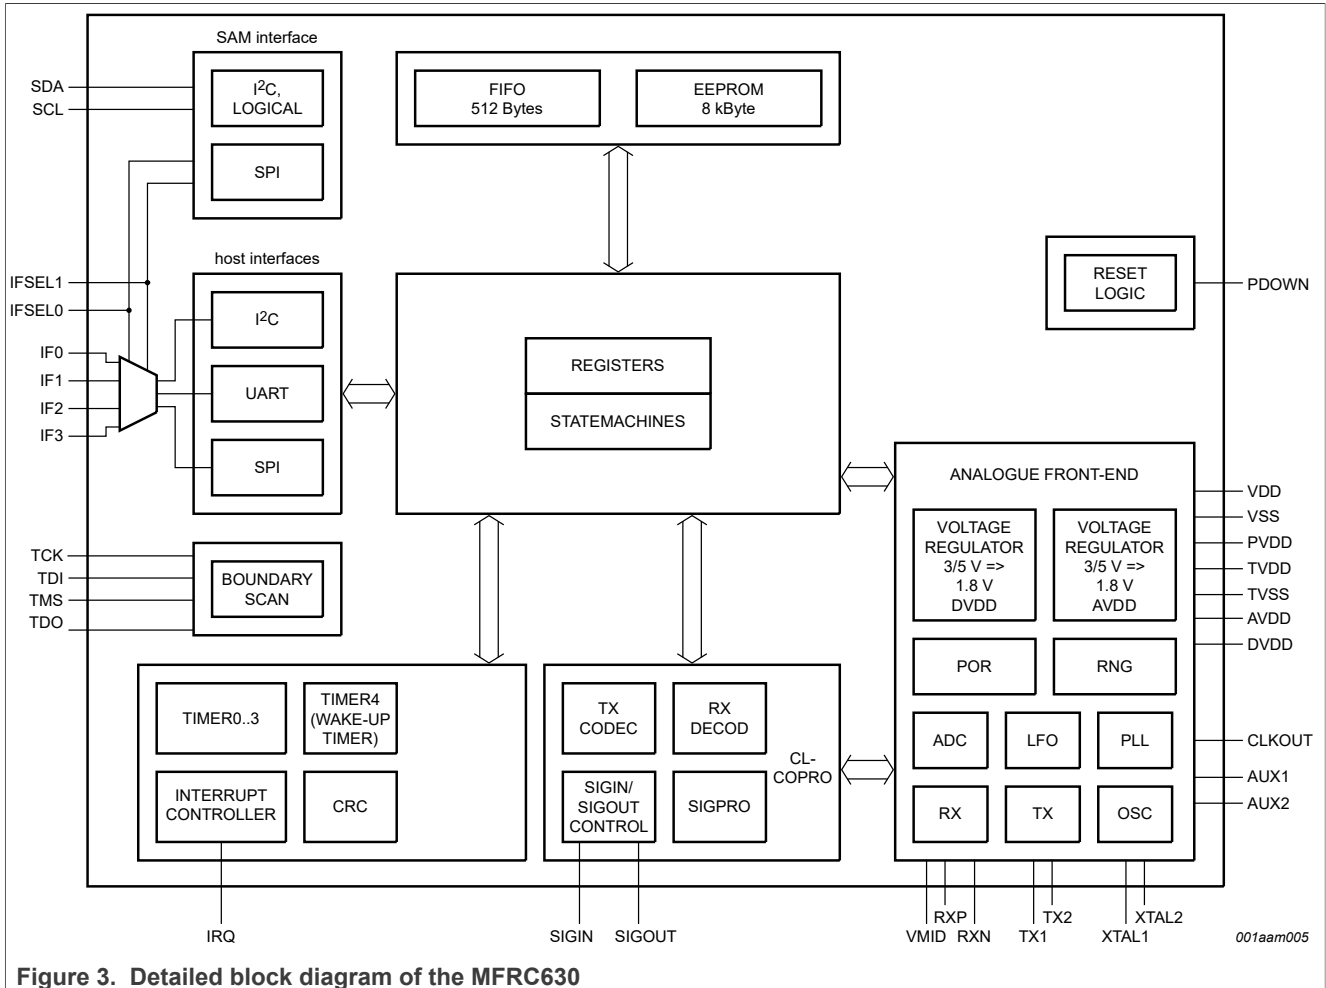 SAM interface
SDA
SCL
I2C,
LOGICAL
SPI
FIFO
512 Bytes
EEPROM
8 kByte
host interfaces
IFSEL1
IFSEL0
IF0
IF1
IF2
IF3
I2C
UART
SPI
REGISTERS
STATEMACHINES
RESET
LOGIC
PDOWN
TCK
TDI
TMS
TDO
BOUNDARY
SCAN
ANALOGUE FRONT-END
VOLTAGE
REGULATOR
3/5 V =>
1.8 V
DVDD
VOLTAGE
REGULATOR
3/5 V =>
1.8 V
AVDD
POR
RNG
ADC
LFO
PLL
RX
TX
OSC
VDD
VSS
PVDD
TVDD
TVSS
AVDD
DVDD
CLKOUT
AUX1
AUX2
TIMER0..3
TIMER4
(WAKE-UP
TIMER)
INTERRUPT
CONTROLLER
CRC
TX
CODEC
RX
DECOD
SIGIN/
SIGOUT
CONTROL
SIGPRO
CL-
COPRO
IRQ
SIGIN
SIGOUT
VMID
RXP
RXN
TX1
TX2
XTAL1
XTAL2
001aam005
Figure 3. Detailed block diagram of the MFRC630